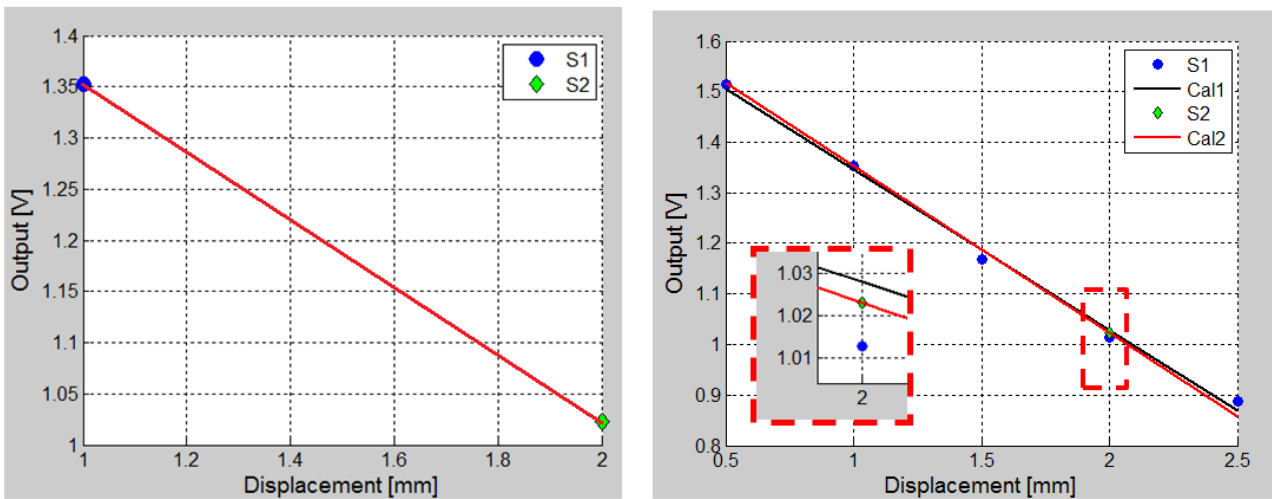 1.4
1.35
1.3
1.25
1.2
1.15
1.1
1.05
1
Output [V]
S1
S2
1 1.2 1.4 1.6 1.8 2
Displacement [mm]
1.6
1.5
1.4
1.3
1.2
1.1
1
0.9
0.8
Output [V]
S1
Cal1
S2
Cal2
1.03
1.02
1.01
2
0.5 1 1.5 2 2.5
Displacement [mm]